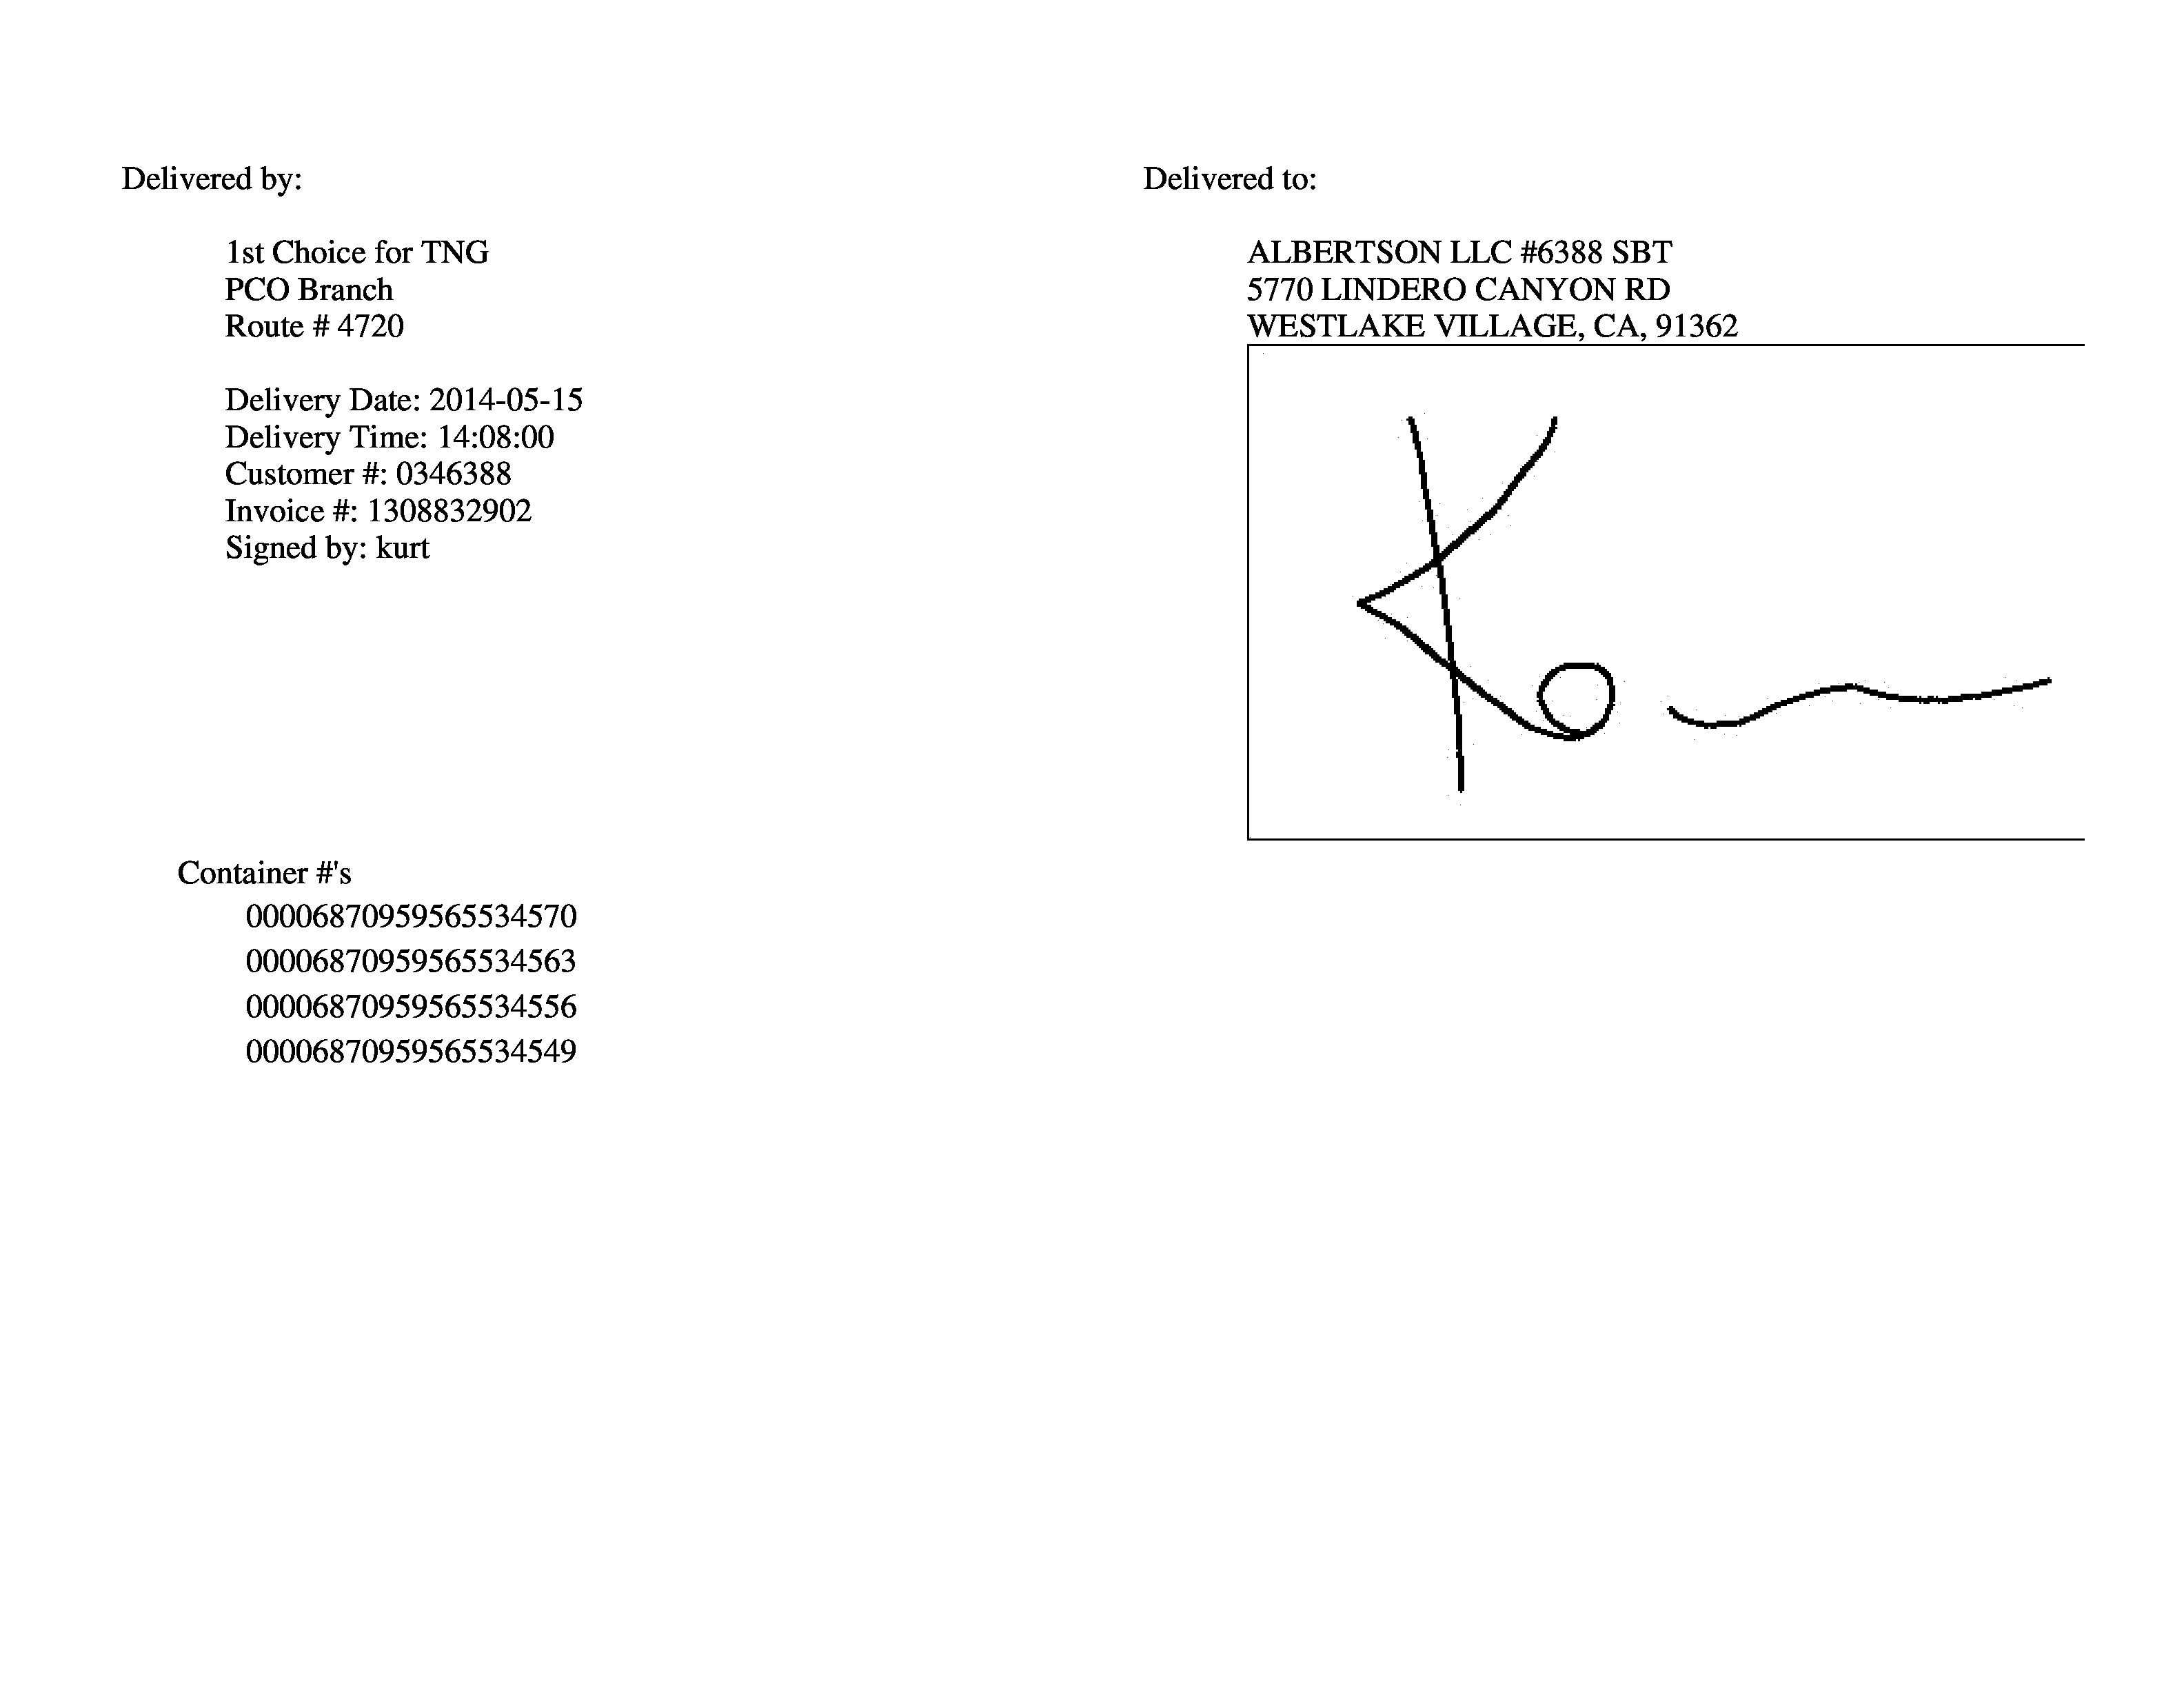 Delivered by:
1st Choice for TNG
PCO Branch
Route # 4720
Delivery Date: 2014-05-15
Delivery Time: 14:08:00
Customer #: 0346388
Invoice #: 1308832902
Signed by: kurt
Delivered to:
ALBERTSON LLC #6388 SBT
5770 LINDERO CANYON RD
WESTLAKE VILLAGE, CA, 91362
Container #'s
00006870959565534570
00006870959565534563
00006870959565534556
00006870959565534549